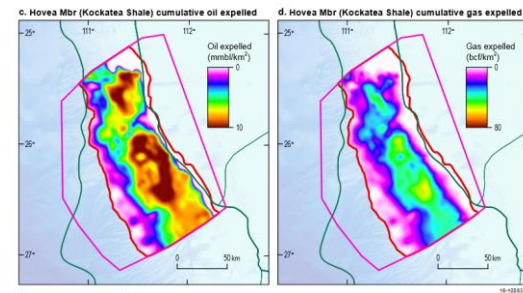 c. Hovea Mbr (Kockatea Shale) cumulative oil expelled
111°
112°
-25°
-26°
-27°
Oil expelled
(mmbl/km²)
0
10
0
50 km
d. Hovea Mbr (Kockatea Shale) cumulative gas expelled
111°
112°
-25°
-26°
-27°
Gas expelled
(bcf/km²)
0
80
0
50 km